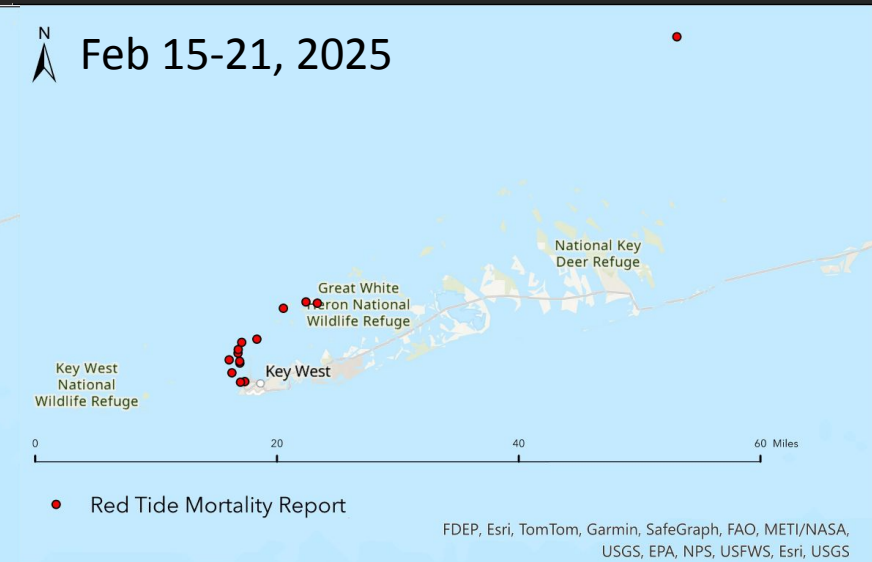 N
Feb 15-21, 2025
National Key
Deer Refuge
Great White
Heron National
Wildlife Refuge
Key West
National
Wildlife Refuge
Key West
0 20 40 60 Miles
Red Tide Mortality Report
FDEP, Esri, TomTom, Garmin, SafeGraph, FAO, METI/NASA,
USGS, EPA, NPS, USFWS, Esri, USGS